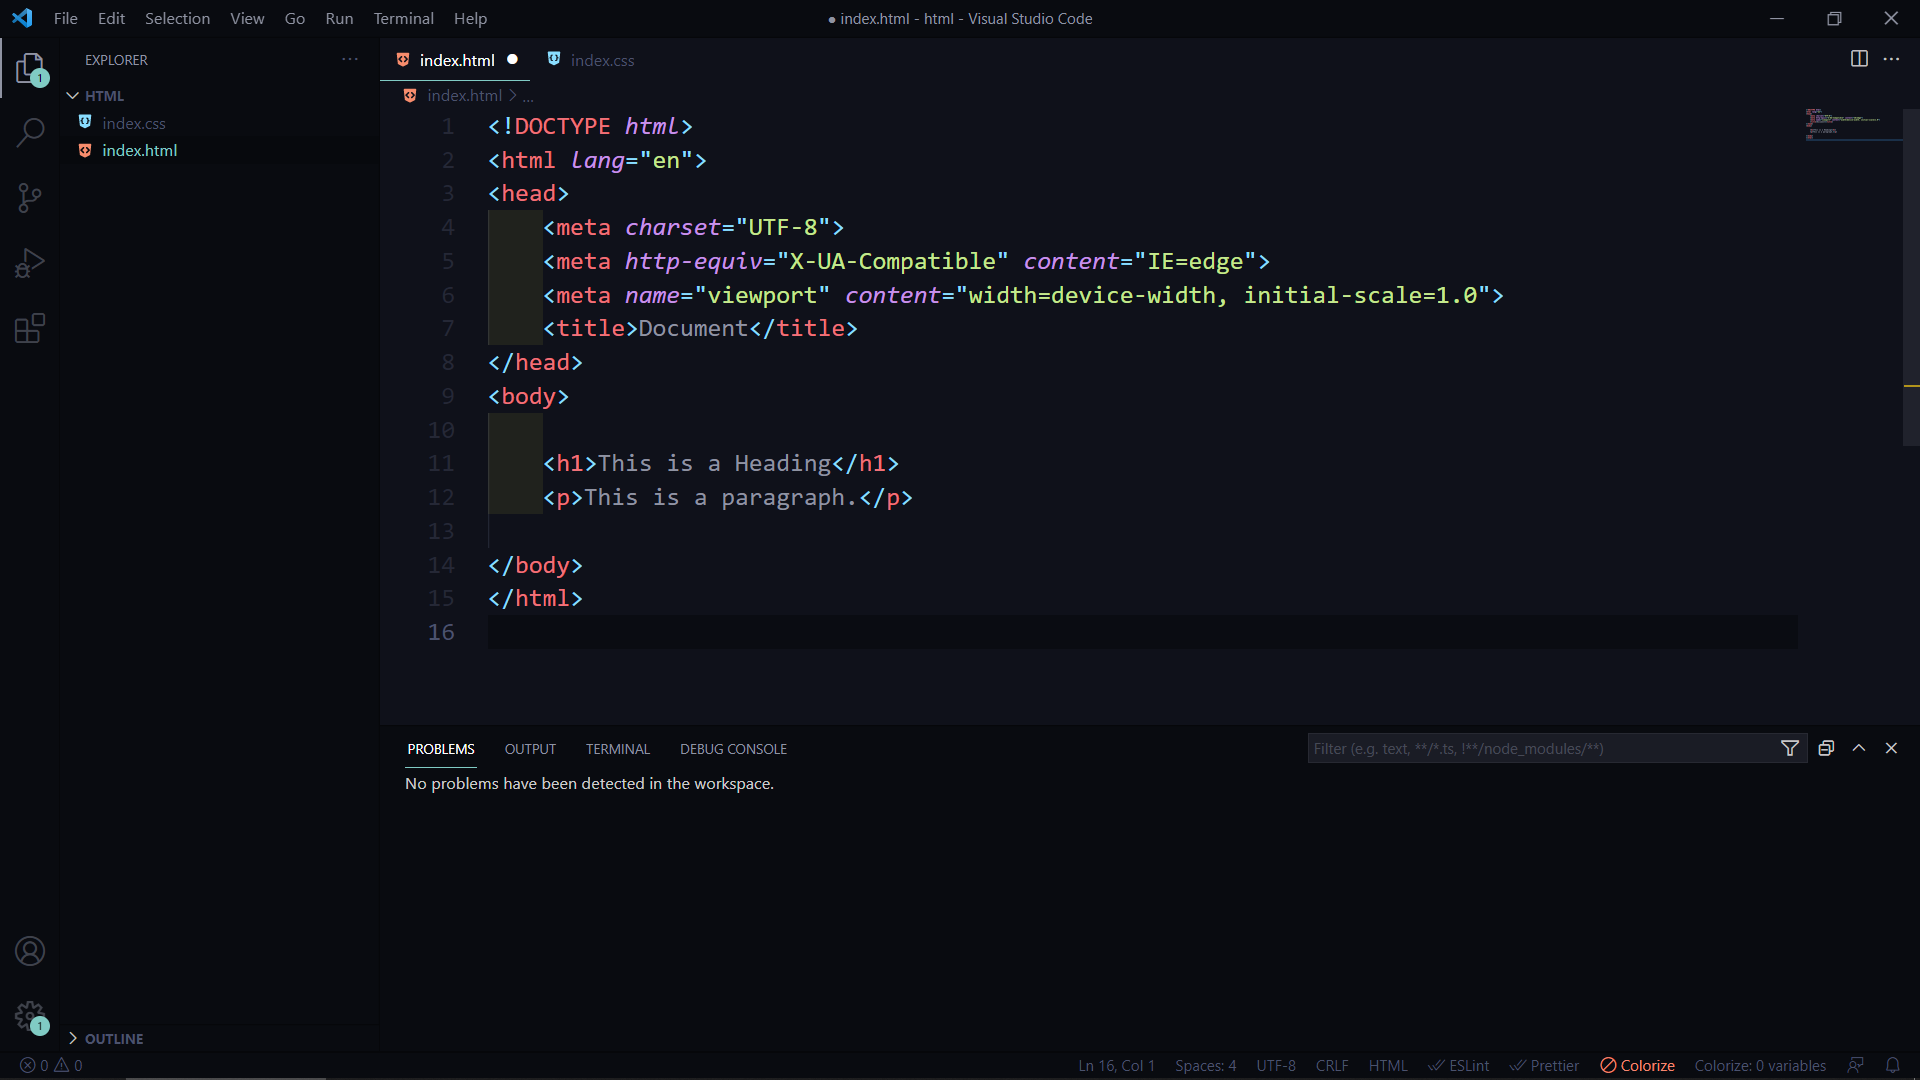 File Edit Selection View Go Run Terminal Help
● index.html - html - Visual Studio Code
EXPLORER
HTML
index.css
index.html
OUTLINE
1
1
index.html
index.css
index.html > ...
1 <!DOCTYPE html>
2 <html lang="en">
3 <head>
4 <meta charset="UTF-8">
5 <meta http-equiv="X-UA-Compatible" content="IE=edge">
6 <meta name="viewport" content="width=device-width, initial-scale=1.0">
7 <title>Document</title>
8 </head>
9 <body>
10
11 <h1>This is a Heading</h1>
12 <p>This is a paragraph.</p>
13
14 </body>
15 </html>
16
PROBLEMS OUTPUT TERMINAL DEBUG CONSOLE
Filter (e.g. text, **/*.ts, !**/node_modules/**)
No problems have been detected in the workspace.
0 0
Ln 16, Col 1 Spaces: 4 UTF-8 CRLF HTML ESLint Prettier Colorize Colorize: 0 variables